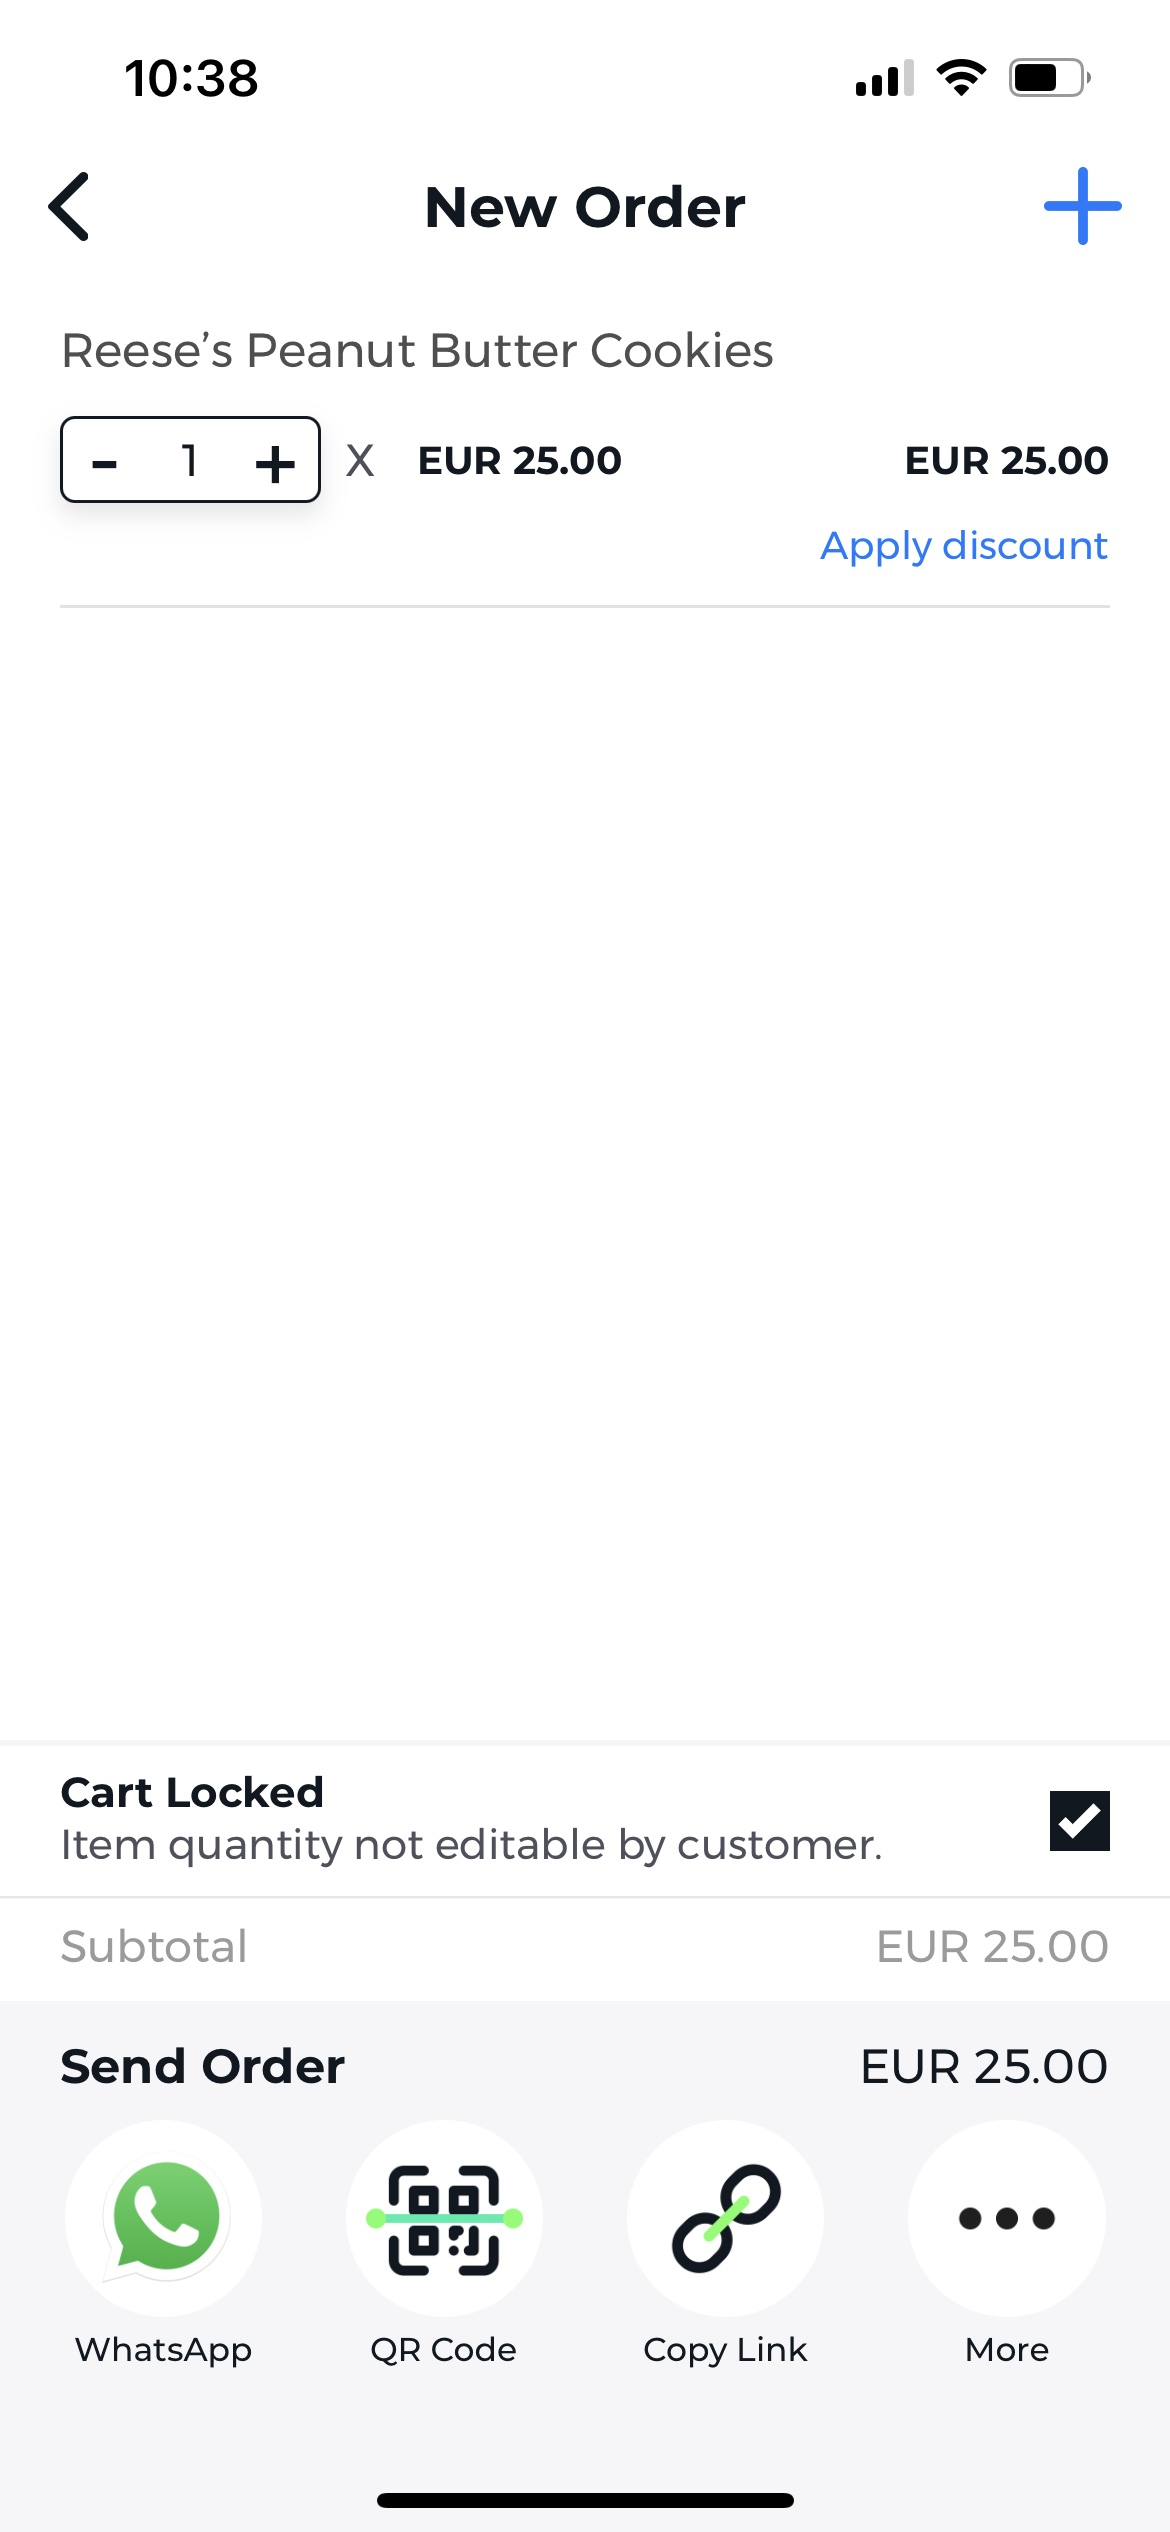 10:38
New Order
Reese’s Peanut Butter Cookies
- 1 + X EUR 25.00 EUR 25.00
Apply discount
Cart Locked
Item quantity not editable by customer.
Subtotal EUR 25.00
Send Order EUR 25.00
WhatsApp QR Code Copy Link More